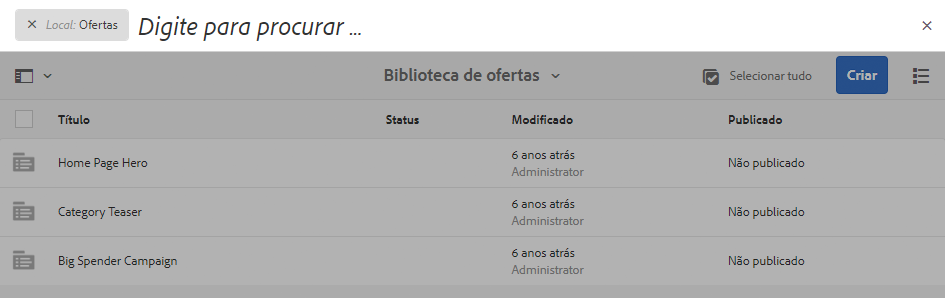 × Local: Ofertas Digite para procurar ... ×
Biblioteca de ofertas Selecionar tudo Criar
Título Status Modificado Publicado
Home Page Hero 6 anos atrás Não publicado
Administrator
Category Teaser 6 anos atrás Não publicado
Administrator
Big Spender Campaign 6 anos atrás Não publicado
Administrator